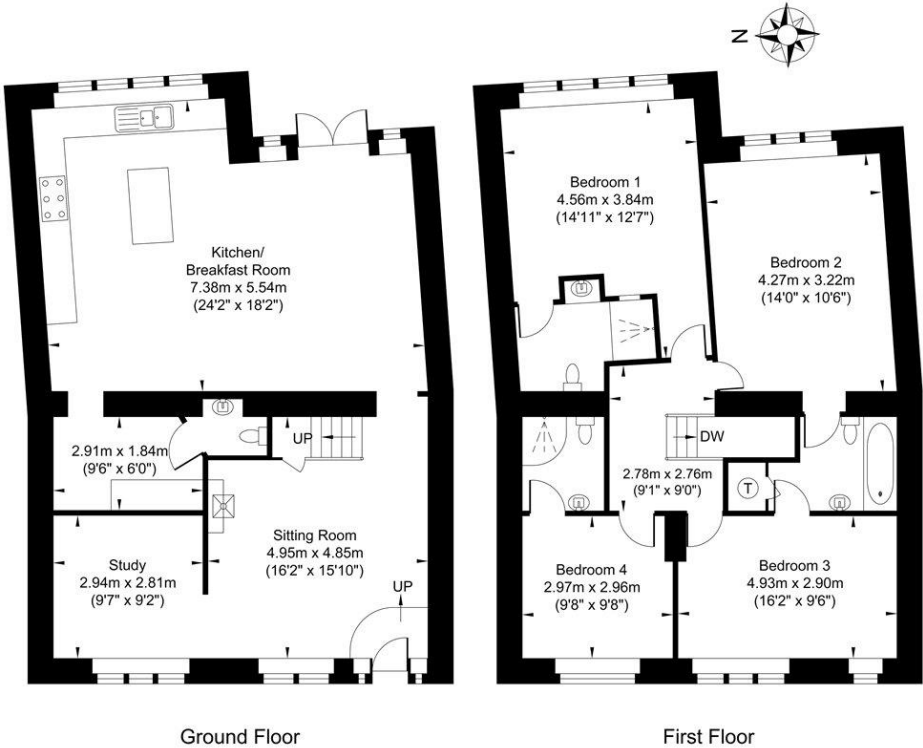 N
Kitchen/
Breakfast Room
7.38m x 5.54m
(24'2" x 18'2")
2.91m x 1.84m
(9'6" x 6'0")
UP
Sitting Room
4.95m x 4.85m
(16'2" x 15'10")
Study
2.94m x 2.81m
(9'7" x 9'2")
UP
Ground Floor
Bedroom 1
4.56m x 3.84m
(14'11" x 12'7")
Bedroom 2
4.27m x 3.22m
(14'0" x 10'6")
DW
2.78m x 2.76m
(9'1" x 9'0")
T
Bedroom 4
2.97m x 2.96m
(9'8" x 9'8")
Bedroom 3
4.93m x 2.90m
(16'2" x 9'6")
First Floor